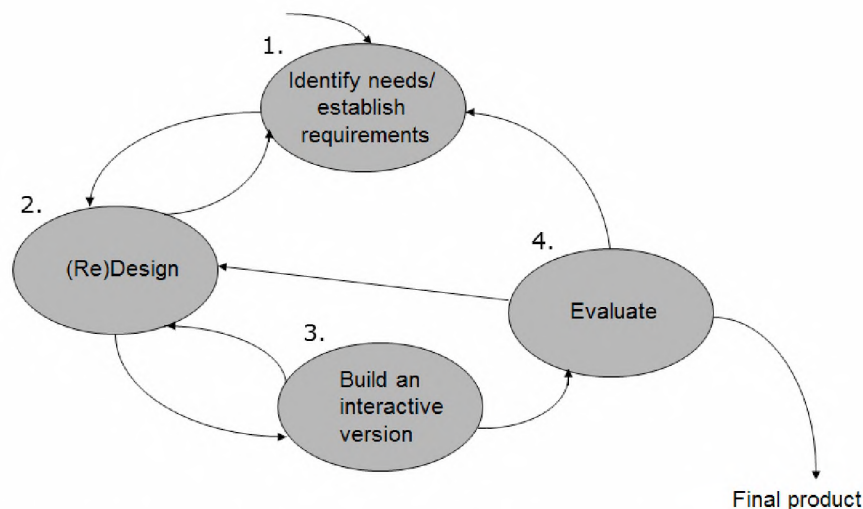 1.
Identify needs/
establish
requirements
2.
(Re)Design
3.
Build an
interactive
version
4.
Evaluate
Final product